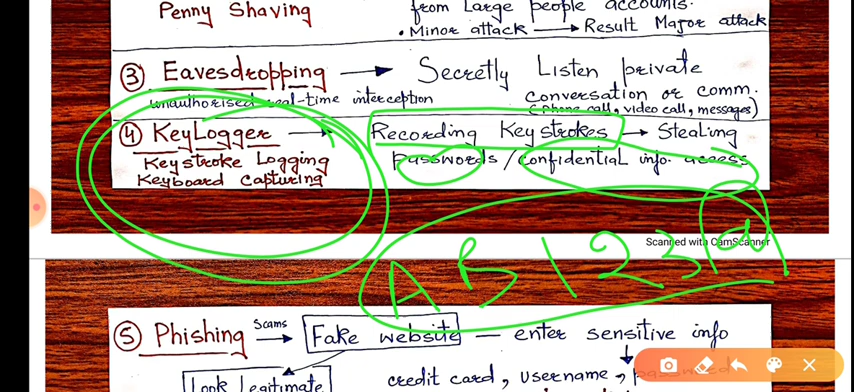 Penny Shaving from Large people accounts.
• Minor attack → Result Major attack
③ Eavesdropping → Secretly Listen private
unauthorised real-time interception conversation or comm.
(phone call, video call, messages)
④ KeyLogger → Recording Keystrokes → Stealing
Keystroke Logging passwords / confidential info. access
Keyboard Capturing
Scanned with CamScanner
AB123@
⑤ Phishing Scams → Fake website — enter sensitive info
Look Legitimate credit card, username,